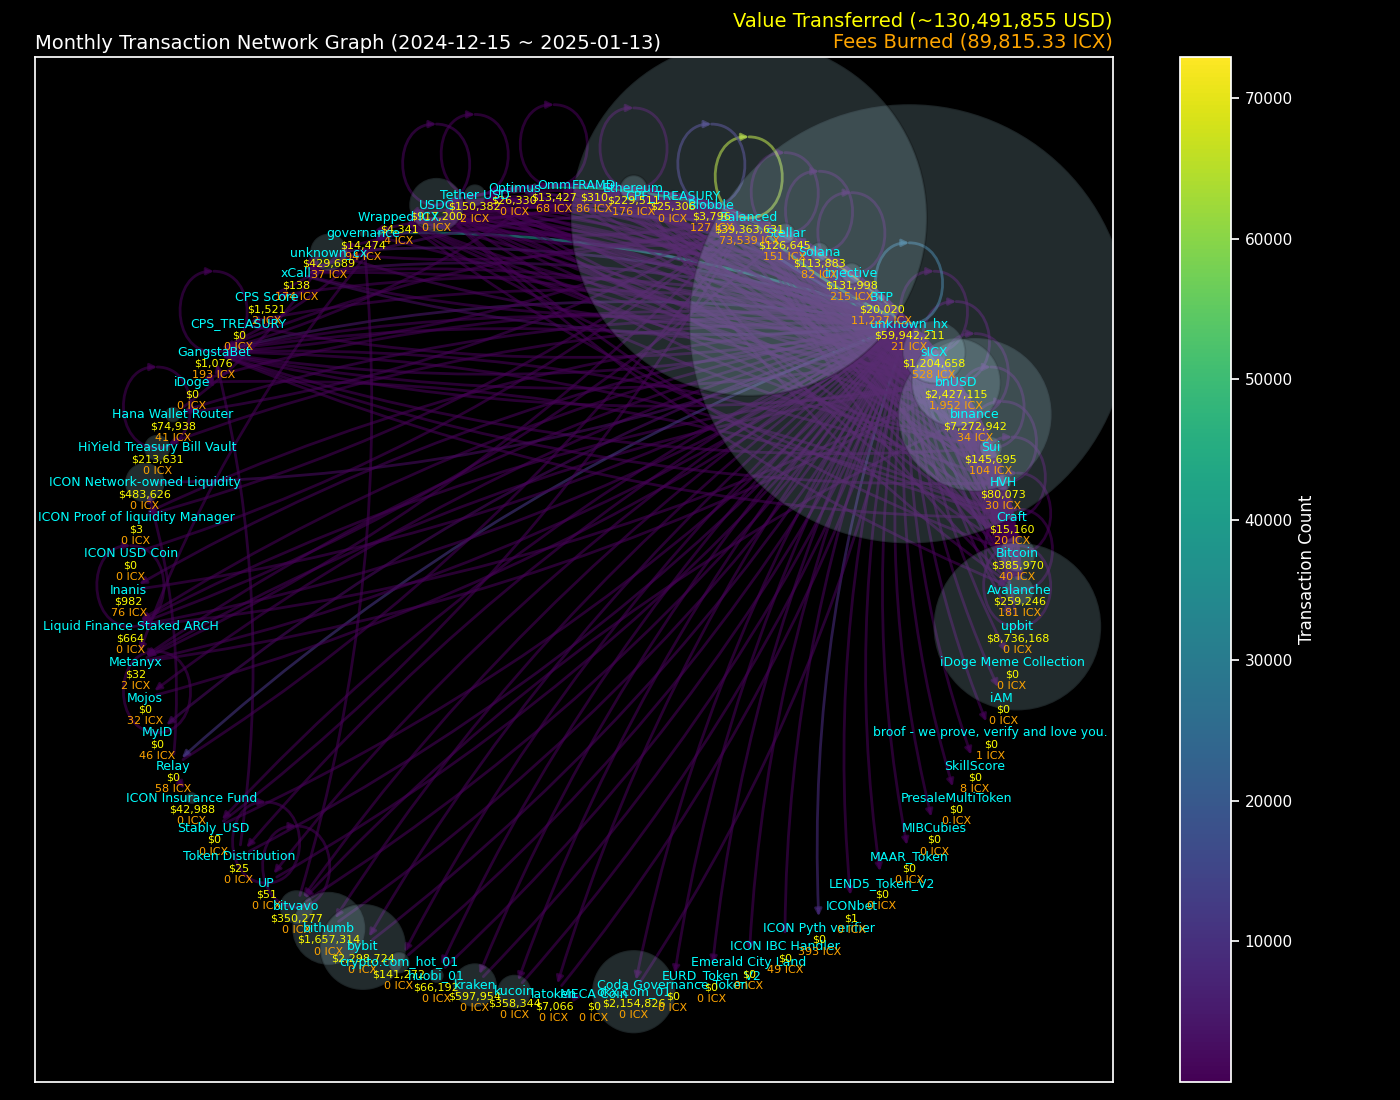 Value Transferred (~130,491,855 USD)
Monthly Transaction Network Graph (2024-12-15 ~ 2025-01-13)
Fees Burned (89,815.33 ICX)
Optimus
$26,330
0 ICX
Omm
$13,427
68 ICX
FRAMD
$310
86 ICX
Ethereum
$229,511
176 ICX
CPS_TREASURY
$25,306
0 ICX
Tether USD
$150,382
2 ICX
USDC
$917,200
0 ICX
Blobble
$3,796
127 ICX
Wrapped
$4,341
4 ICX
Balanced
$39,363,631
73,539 ICX
governance
$14,474
94 ICX
Stellar
$126,645
151 ICX
unknown_cx
$429,689
37 ICX
Solana
$113,883
82 ICX
xCall
$138
174 ICX
Injective
$131,998
215 ICX
CPS Score
$1,521
2 ICX
BTP
$20,020
11,227 ICX
CPS_TREASURY
$0
0 ICX
unknown_hx
$59,942,211
21 ICX
GangstaBet
$1,076
193 ICX
sICX
$1,204,658
528 ICX
iDoge
$0
0 ICX
bnUSD
$2,427,115
1,952 ICX
Hana Wallet Router
$74,938
41 ICX
binance
$7,272,942
34 ICX
HiYield Treasury Bill Vault
$213,631
0 ICX
Sui
$145,695
104 ICX
ICON Network-owned Liquidity
$483,626
0 ICX
HVH
$80,073
30 ICX
ICON Proof of liquidity Manager
$3
0 ICX
Craft
$15,160
20 ICX
ICON USD Coin
$0
0 ICX
Bitcoin
$385,970
40 ICX
Inanis
$982
76 ICX
Avalanche
$259,246
181 ICX
Liquid Finance Staked ARCH
$664
0 ICX
upbit
$8,736,168
0 ICX
Metanyx
$32
2 ICX
iDoge Meme Collection
$0
0 ICX
Mojos
$0
32 ICX
iAM
$0
0 ICX
MyID
$0
46 ICX
broof - we prove, verify and love you.
$0
1 ICX
Relay
$0
58 ICX
SkillScore
$0
8 ICX
ICON Insurance Fund
$42,988
0 ICX
PresaleMultiToken
$0
0 ICX
Stably_USD
$0
0 ICX
MIBCubies
$0
0 ICX
Token Distribution
$25
0 ICX
MAAR_Token
$0
0 ICX
UP
$51
0 ICX
LEND5_Token_V2
$0
0 ICX
bitvavo
$350,277
0 ICX
ICONbet
$1
0 ICX
bithumb
$1,657,314
0 ICX
ICON Pyth verifier
$0
393 ICX
bybit
$2,298,724
0 ICX
ICON IBC Handler
$0
49 ICX
crypto.com_hot_01
$141,272
0 ICX
Emerald City Land
$0
ICX
huobi_01
$66,192
0 ICX
EURD_Token_V2
$0
0 ICX
kraken
$597,954
0 ICX
Coda Governance Token
$0
0 ICX
kucoin
$358,344
0 ICX
latoken
$7,066
0 ICX
MECA Coin
$0
0 ICX
okx.com_01
$2,154,826
0 ICX
70000
60000
50000
40000
30000
20000
10000
Transaction Count